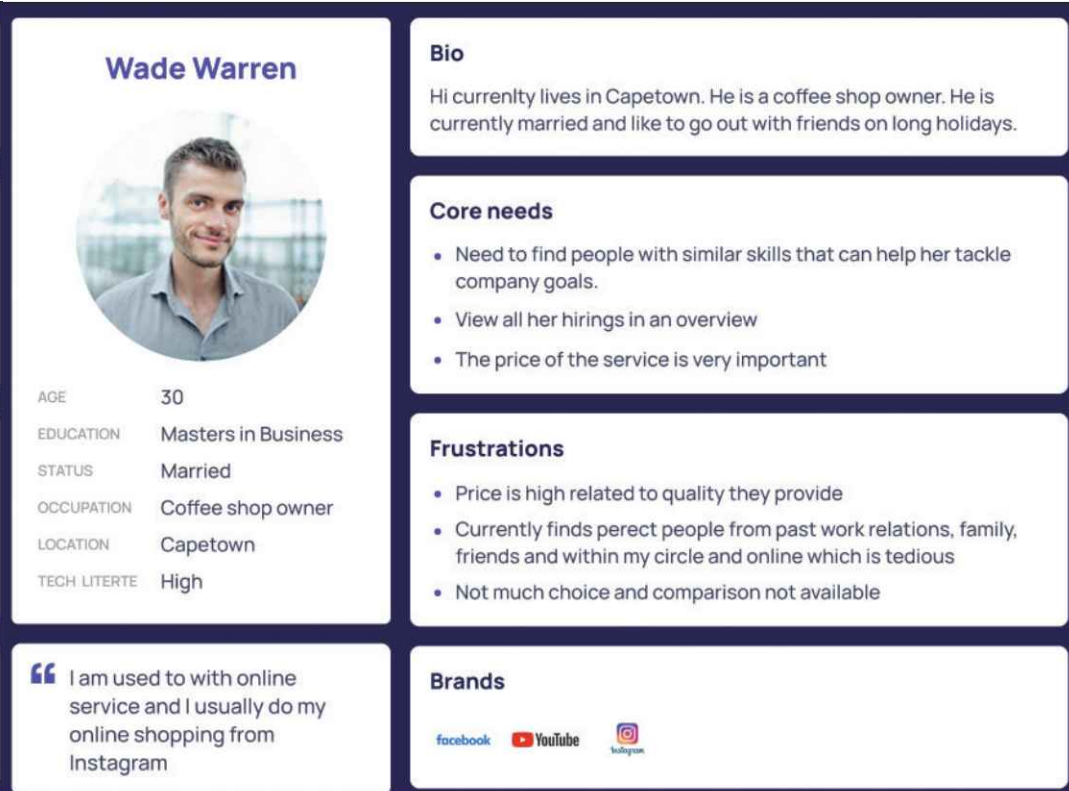 Wade Warren
AGE 30
EDUCATION Masters in Business
STATUS Married
OCCUPATION Coffee shop owner
LOCATION Capetown
TECH LITERTE High
“ I am used to with online
service and I usually do my
online shopping from
Instagram
Bio
Hi currenlty lives in Capetown. He is a coffee shop owner. He is
currently married and like to go out with friends on long holidays.
Core needs
• Need to find people with similar skills that can help her tackle
company goals.
• View all her hirings in an overview
• The price of the service is very important
Frustrations
• Price is high related to quality they provide
• Currently finds perect people from past work relations, family,
friends and within my circle and online which is tedious
• Not much choice and comparison not available
Brands
facebook YouTube Instagram